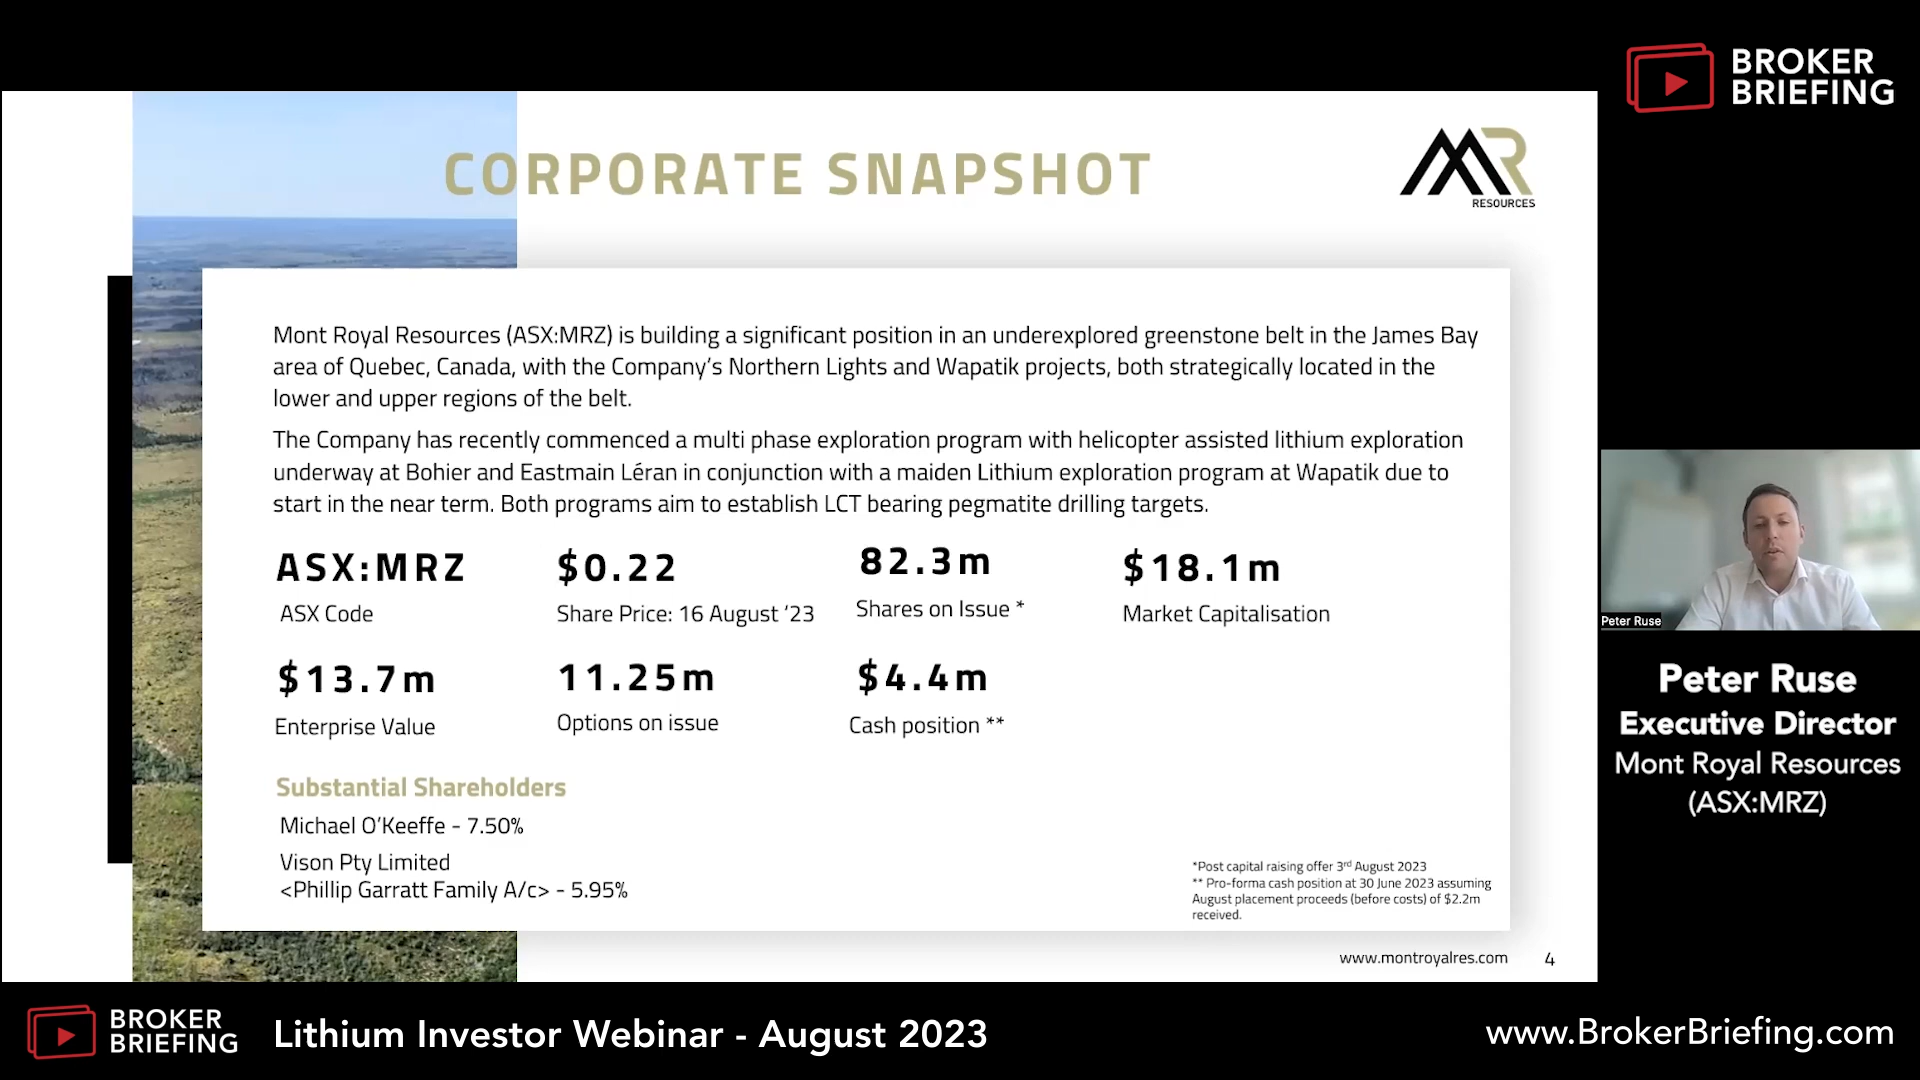 BROKER
BRIEFING
CORPORATE SNAPSHOT
MR
RESOURCES
Mont Royal Resources (ASX:MRZ) is building a significant position in an underexplored greenstone belt in the James Bay
area of Quebec, Canada, with the Company's Northern Lights and Wapatik projects, both strategically located in the
lower and upper regions of the belt.
The Company has recently commenced a multi phase exploration program with helicopter assisted lithium exploration
underway at Bohier and Eastmain Léran in conjunction with a maiden Lithium exploration program at Wapatik due to
start in the near term. Both programs aim to establish LCT bearing pegmatite drilling targets.
ASX:MRZ
ASX Code
$0.22
Share Price: 16 August '23
82.3m
Shares on Issue *
$18.1m
Market Capitalisation
$13.7m
Enterprise Value
11.25m
Options on issue
$4.4m
Cash position **
Substantial Shareholders
Michael O'Keeffe - 7.50%
Vison Pty Limited
<Phillip Garratt Family A/c> - 5.95%
*Post capital raising offer 3rd August 2023
** Pro-forma cash position at 30 June 2023 assuming
August placement proceeds (before costs) of $2.2m
received.
www.montroyalres.com 4
Peter Ruse
Peter Ruse
Executive Director
Mont Royal Resources
(ASX:MRZ)
BROKER
BRIEFING
Lithium Investor Webinar - August 2023
www.BrokerBriefing.com